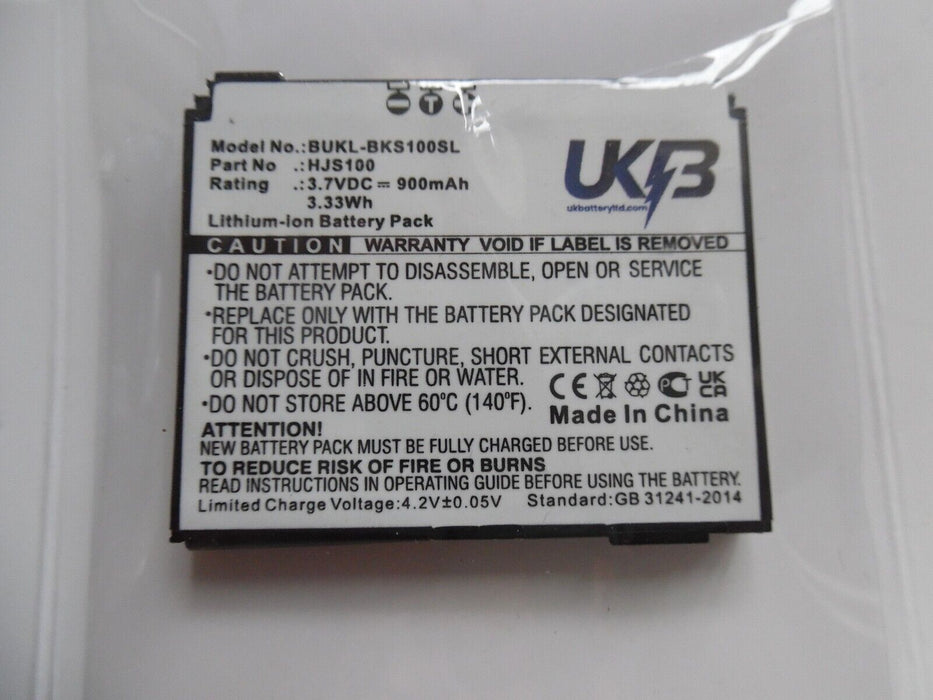 T
Model No.:BUKL-BKS100SL
Part No .:HJS100
Rating .:3.7VDC ⎓ 900mAh
3.33Wh
Lithium-ion Battery Pack
UKB
ukbatteryltd.com
CAUTION WARRANTY VOID IF LABEL IS REMOVED
•DO NOT ATTEMPT TO DISASSEMBLE, OPEN OR SERVICE
THE BATTERY PACK.
•REPLACE ONLY WITH THE BATTERY PACK DESIGNATED
FOR THIS PRODUCT.
•DO NOT CRUSH, PUNCTURE, SHORT EXTERNAL CONTACTS
OR DISPOSE OF IN FIRE OR WATER.
•DO NOT STORE ABOVE 60°C (140°F).
CE PCT UKCA
Made In China
ATTENTION!
NEW BATTERY PACK MUST BE FULLY CHARGED BEFORE USE.
TO REDUCE RISK OF FIRE OR BURNS
READ INSTRUCTIONS IN OPERATING GUIDE BEFORE USING THE BATTERY.
Limited Charge Voltage:4.2V±0.05V Standard:GB 31241-2014